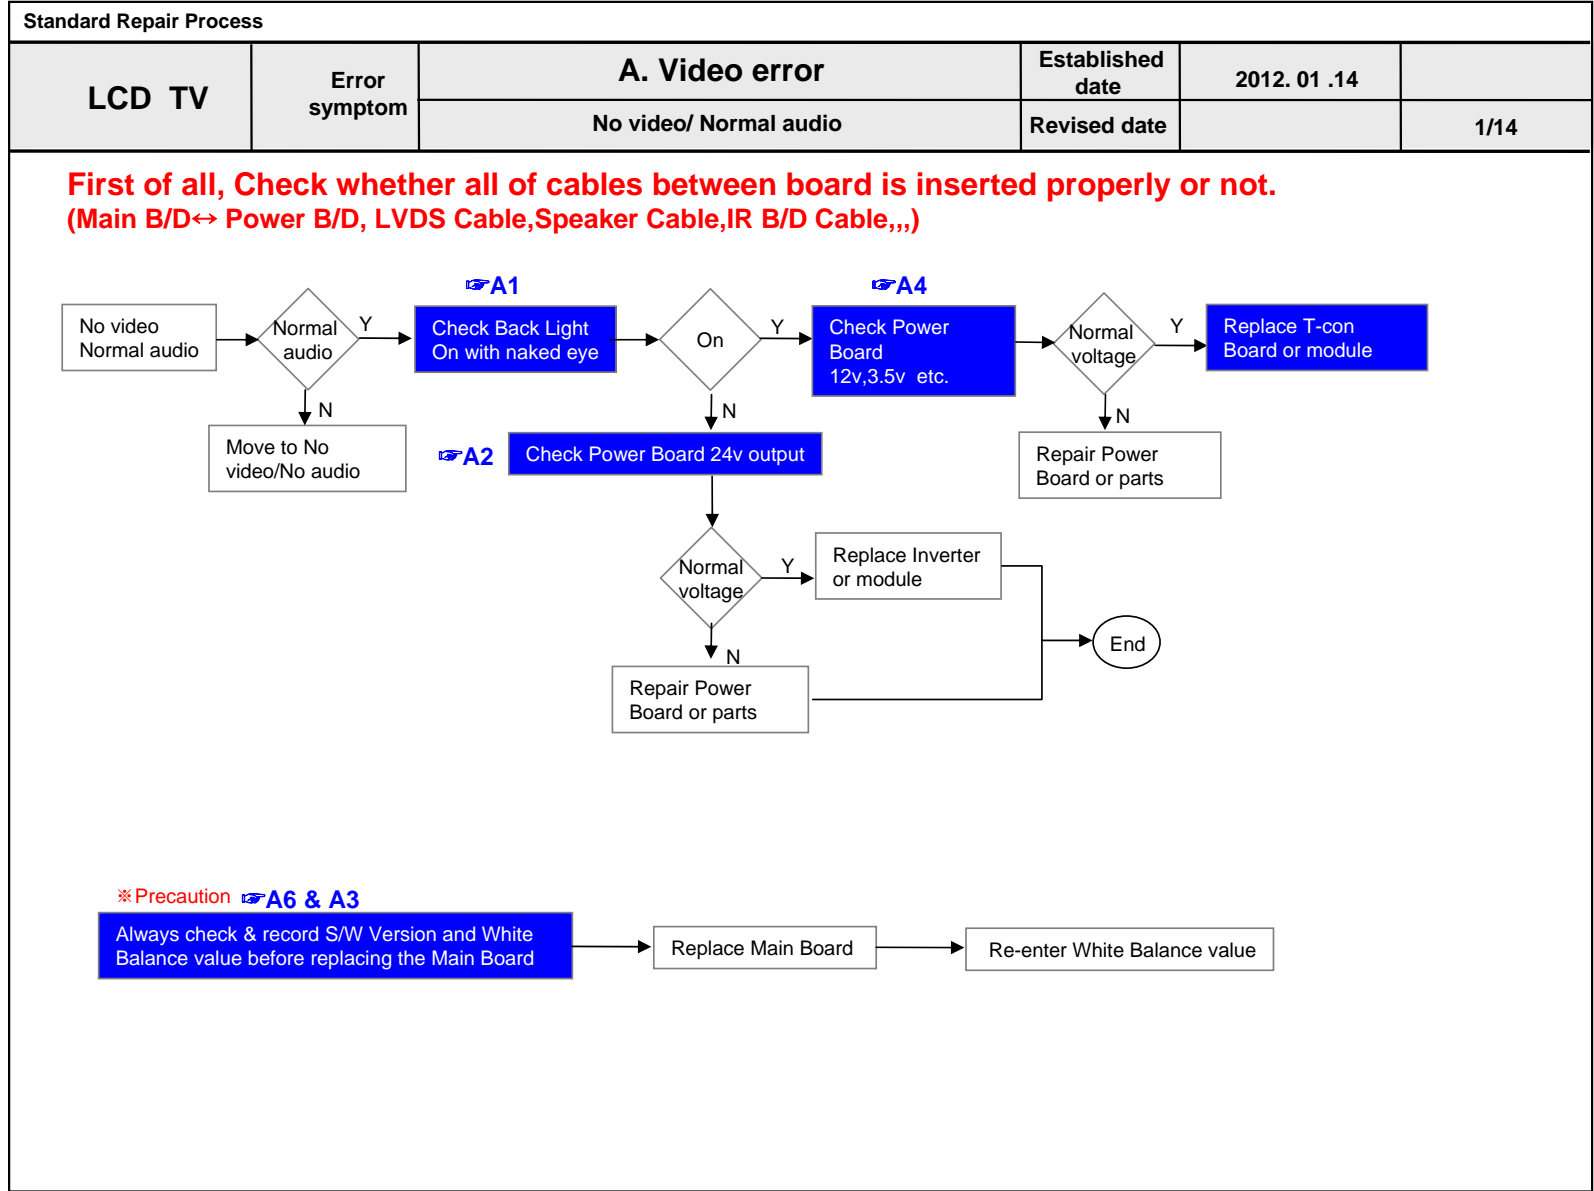 Standard Repair Process
LCD  TV
Error
symptom
A. Video error
No video/ Normal audio
Established
date
2012. 01 .14
Revised date
1/14
First of all, Check whether all of cables between board is inserted properly or not.
(Main B/D↔ Power B/D, LVDS Cable,Speaker Cable,IR B/D Cable,,,)
☞A1
☞A4
No video
Normal audio
Normal
audio
Y
Check Back Light
On with naked eye
On
Y
Check Power
Board
12v,3.5v  etc.
Normal
voltage
Y
Replace T-con
Board or module
N
N
N
Move to No
video/No audio
☞A2
Check Power Board 24v output
Repair Power
Board or parts
Normal
voltage
Y
Replace Inverter
or module
End
N
Repair Power
Board or parts
※Precaution ☞A6 & A3
Always check & record S/W Version and White
Balance value before replacing the Main Board
Replace Main Board
Re-enter White Balance value